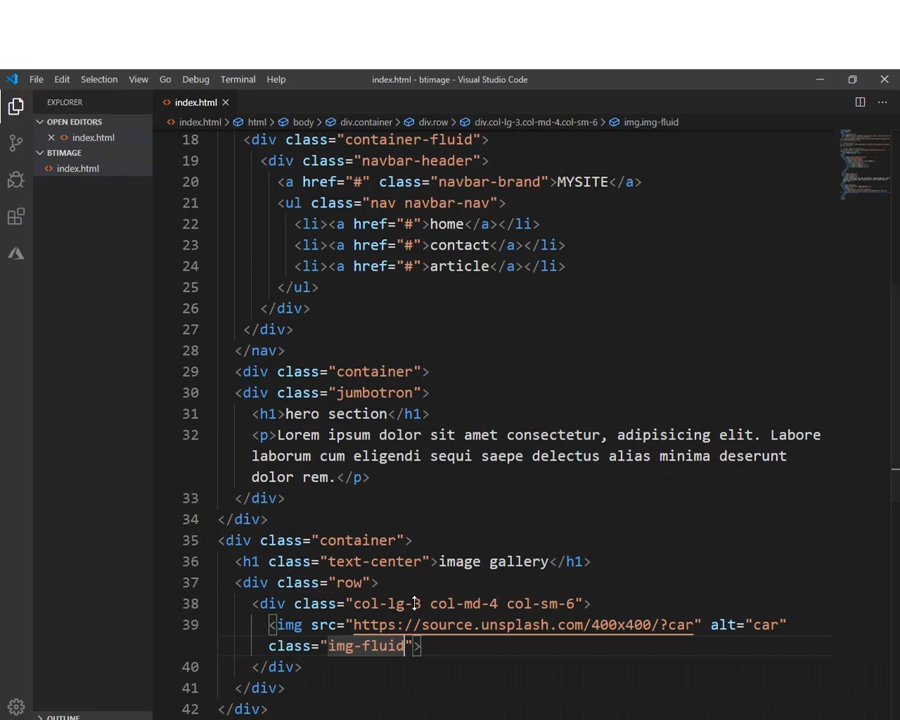 File Edit Selection View Go Debug Terminal Help index.html - btimage - Visual Studio Code
EXPLORER index.html
OPEN EDITORS
index.html
BTIMAGE
index.html
OUTLINE
index.html > html > body > div.container > div.row > div.col-lg-3.col-md-4.col-sm-6 > img.img-fluid
18 <div class="container-fluid">
19 <div class="navbar-header">
20 <a href="#" class="navbar-brand">MYSITE</a>
21 <ul class="nav navbar-nav">
22 <li><a href="#">home</a></li>
23 <li><a href="#">contact</a></li>
24 <li><a href="#">article</a></li>
25 </ul>
26 </div>
27 </div>
28 </nav>
29 <div class="container">
30 <div class="jumbotron">
31 <h1>hero section</h1>
32 <p>Lorem ipsum dolor sit amet consectetur, adipisicing elit. Labore
laborum cum eligendi sequi saepe delectus alias minima deserunt
dolor rem.</p>
33 </div>
34 </div>
35 <div class="container">
36 <h1 class="text-center">image gallery</h1>
37 <div class="row">
38 <div class="col-lg-3 col-md-4 col-sm-6">
39 <img src="https://source.unsplash.com/400x400/?car" alt="car"
class="img-fluid">
40 </div>
41 </div>
42 </div>